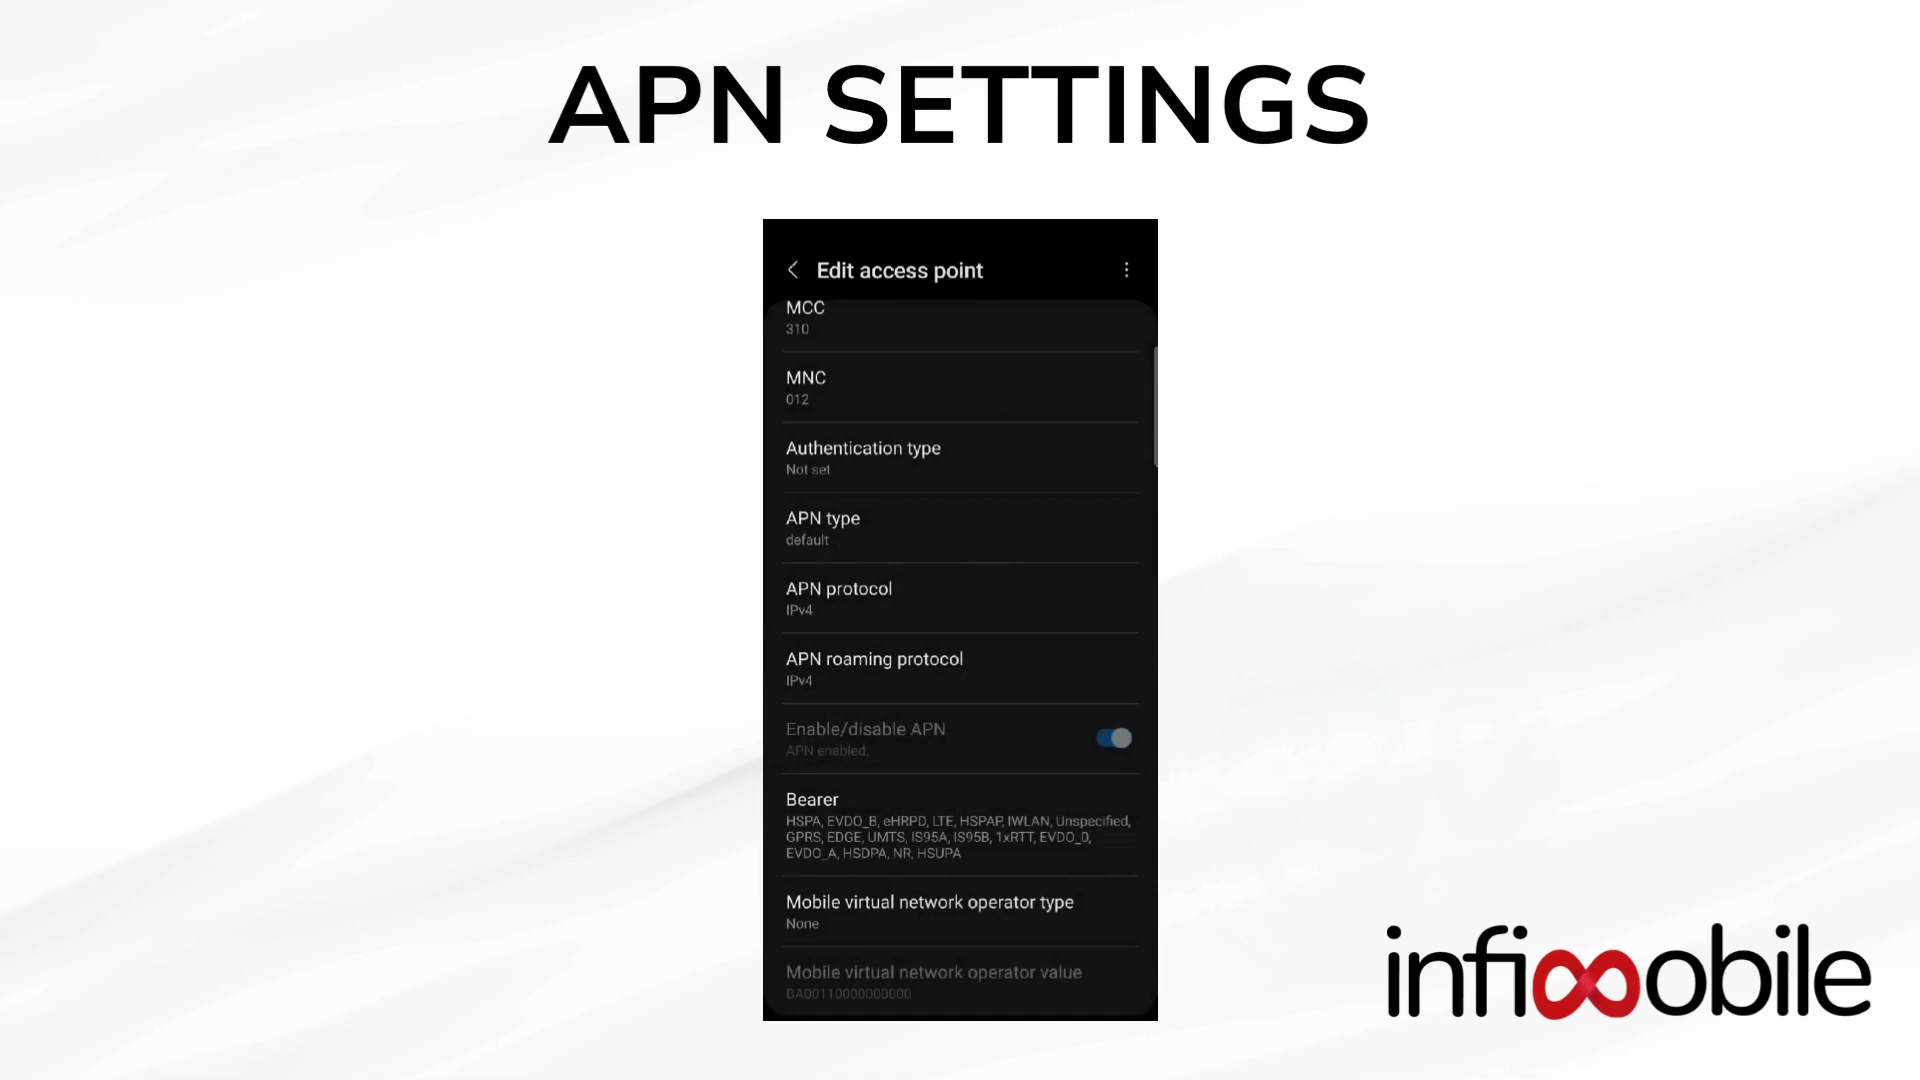 APN SETTINGS
Edit access point
MCC
310
MNC
012
Authentication type
Not set
APN type
default
APN protocol
IPv4
APN roaming protocol
IPv4
Enable/disable APN
APN enabled.
Bearer
HSPA, EVDO_B, eHRPD, LTE, HSPAP, IWLAN, Unspecified,
GPRS, EDGE, UMTS, IS95A, IS95B, 1xRTT, EVDO_0,
EVDO_A, HSDPA, NR, HSUPA
Mobile virtual network operator type
None
Mobile virtual network operator value
BA00110000000000
infimobile